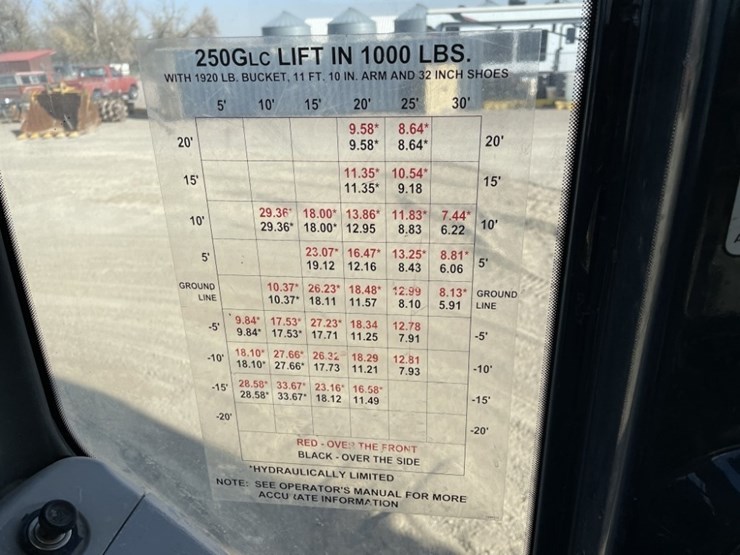 250GLC LIFT IN 1000 LBS.
WITH 1920 LB. BUCKET, 11 FT. 10 IN. ARM AND 32 INCH SHOES
5' 10' 15' 20' 25' 30'
9.58* 8.64*
20' 9.58* 8.64* 20'
11.35* 10.54*
15' 11.35* 9.18 15'
29.36* 18.00* 13.86* 11.83* 7.44*
10' 29.36* 18.00* 12.95 8.83 6.22 10'
23.07* 16.47* 13.25* 8.81*
5' 19.12 12.16 8.43 6.06 5'
GROUND 10.37* 26.23* 18.48* 12.99 8.13* GROUND
LINE 10.37* 18.11 11.57 8.10 5.91 LINE
9.84* 17.53* 27.23* 18.34 12.78
-5' 9.84* 17.53* 17.71 11.25 7.91 -5'
18.10* 27.66* 26.32 18.29 12.81
-10' 18.10* 27.66* 17.73 11.21 7.93 -10'
28.58* 33.67* 23.16* 16.58*
-15' 28.58* 33.67* 18.12 11.49 -15'
-20' -20'
RED - OVER THE FRONT
BLACK - OVER THE SIDE
*HYDRAULICALLY LIMITED
NOTE: SEE OPERATOR'S MANUAL FOR MORE
ACCURATE INFORMATION